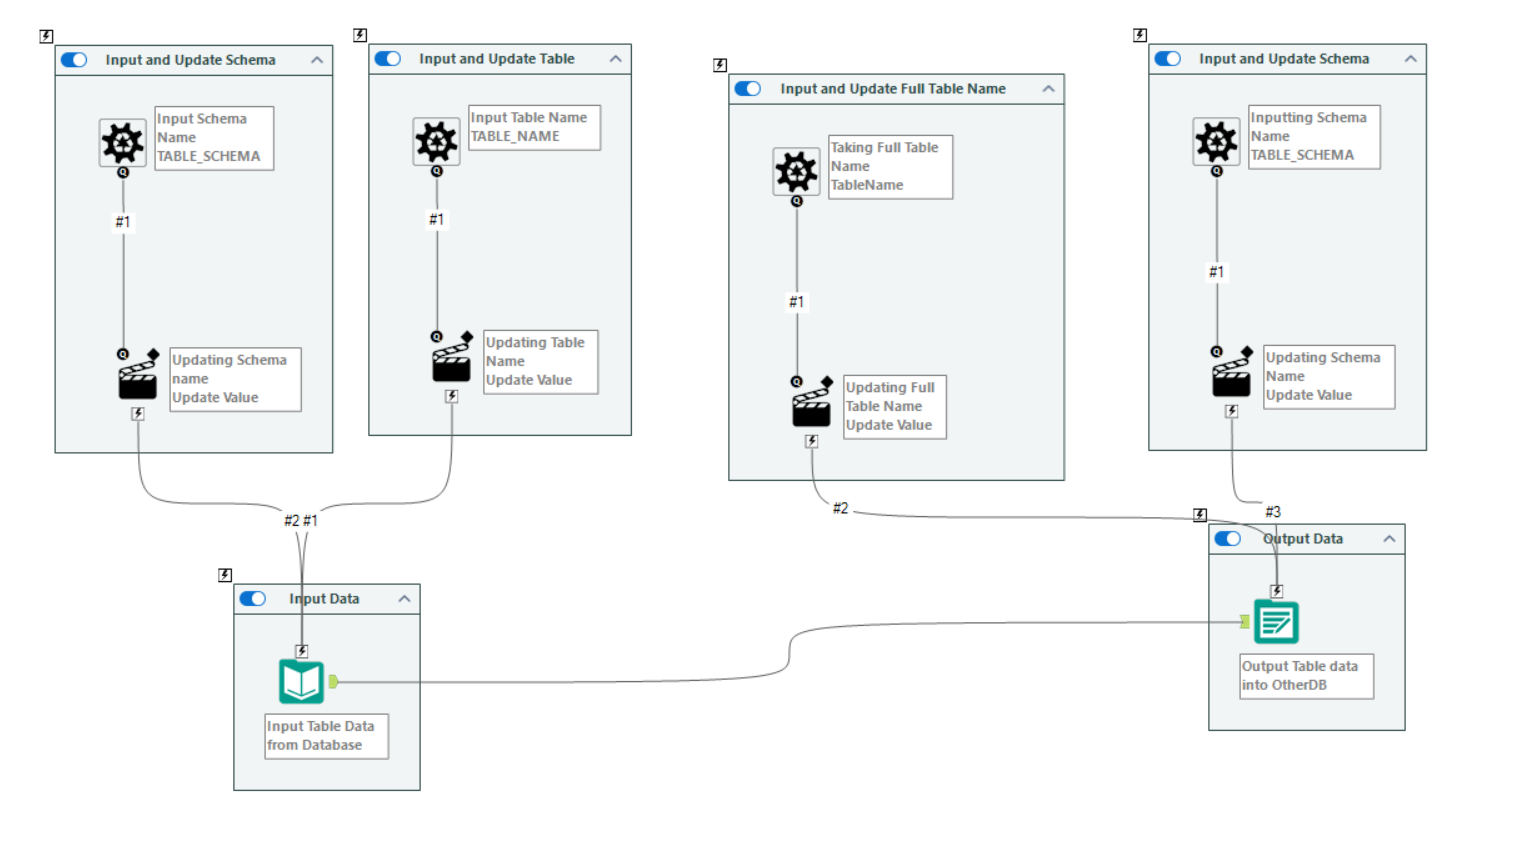 Input and Update Schema
Input Schema
Name
TABLE_SCHEMA
Q
#1
Q
Updating Schema
name
Update Value
Input and Update Table
Input Table Name
TABLE_NAME
Q
#1
Q
Updating Table
Name
Update Value
Input and Update Full Table Name
Taking Full Table
Name
TableName
Q
#1
Q
Updating Full
Table Name
Update Value
Input and Update Schema
Inputting Schema
Name
TABLE_SCHEMA
Q
#1
Q
Updating Schema
Name
Update Value
#2 #1
#2
#3
Input Data
Input Table Data
from Database
Output Data
Output Table data
into OtherDB